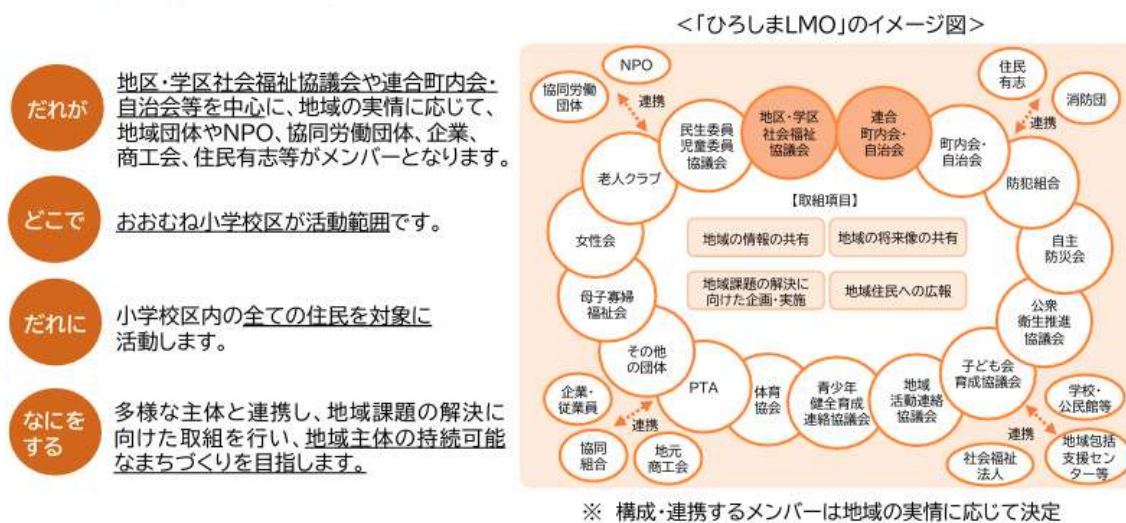 だれが
地区・学区社会福祉協議会や連合町内会・
自治会等を中心に、地域の実情に応じて、
地域団体やNPO、協同労働団体、企業、
商工会、住民有志等がメンバーとなります。
どこで
おおむね小学校区が活動範囲です。
だれに
小学校区内の全ての住民を対象に
活動します。
なにを
する
多様な主体と連携し、地域課題の解決に
向けた取組を行い、地域主体の持続可能
なまちづくりを目指します。
<「ひろしまLMO」のイメージ図>
NPO
協同労働
団体
連携
住民
有志
消防団
連携
民生委員
児童委員
協議会
地区・学区
社会福祉
協議会
連合
町内会・
自治会
町内会・
自治会
老人クラブ
防犯組合
女性会
自主
防災会
母子寡婦
福祉会
公衆
衛生推進
協議会
その他
の団体
子ども会
育成協議会
PTA
体育
協会
青少年
健全育成
連絡協議会
地域
活動連絡
協議会
【取組項目】
地域の情報の共有
地域の将来像の共有
地域課題の解決に
向けた企画・実施
地域住民への広報
企業・
従業員
連携
協同
組合
地元
商工会
学校・
公民館等
連携
社会福祉
法人
地域包括
支援セン
ター等
※ 構成・連携するメンバーは地域の実情に応じて決定